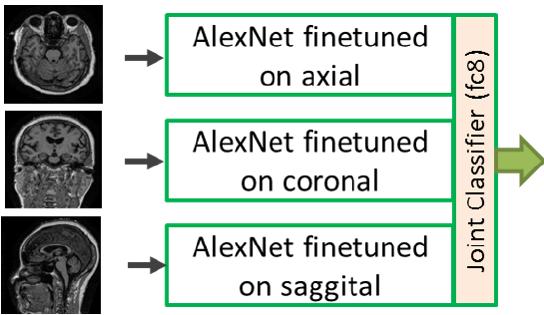 AlexNet finetuned
on axial
AlexNet finetuned
on coronal
AlexNet finetuned
on saggital
Joint Classifier (fc8)